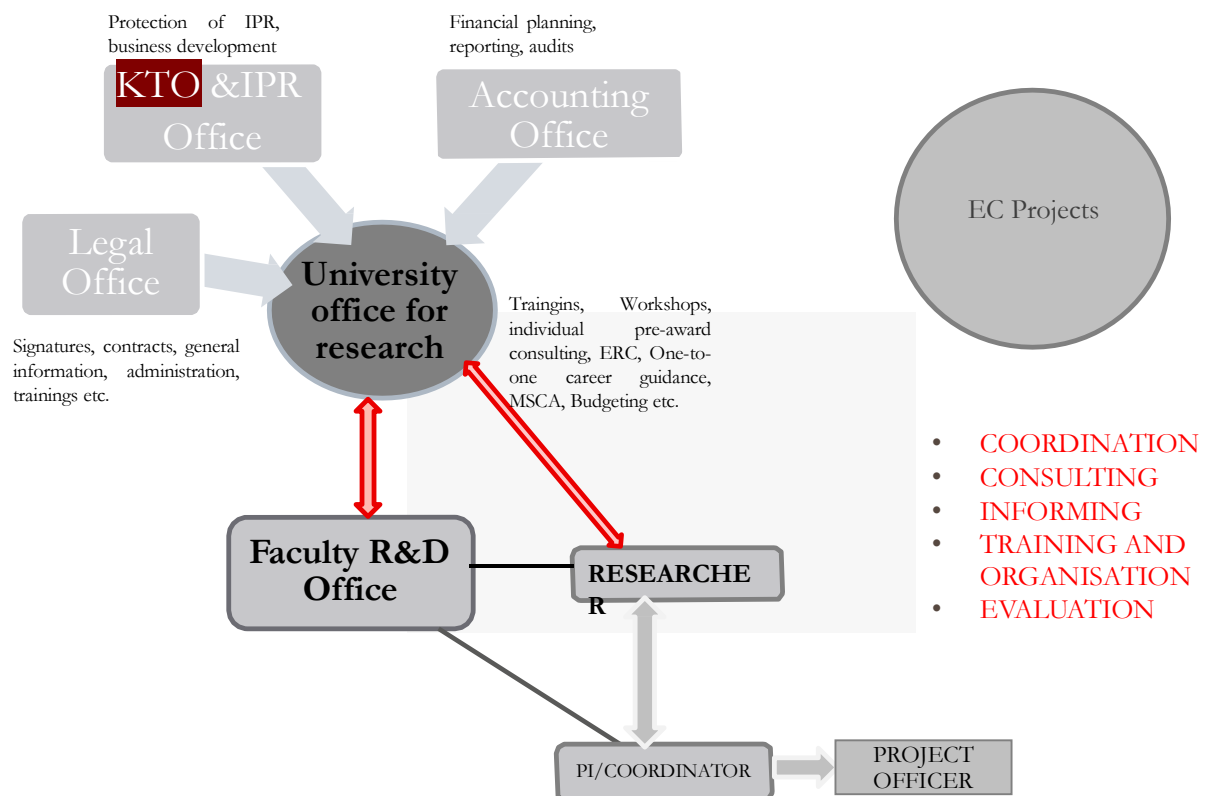 Protection of IPR,
business development
KTO &IPR
Office
Financial planning,
reporting, audits
Accounting
Office
EC Projects
Legal
Office
Signatures, contracts, general
information, administration,
trainings etc.
University
office for
research
Traingins, Workshops,
individual pre-award
consulting, ERC, One-to-
one career guidance,
MSCA, Budgeting etc.
• COORDINATION
• CONSULTING
• INFORMING
• TRAINING AND
ORGANISATION
• EVALUATION
Faculty R&D
Office
RESEARCHE
R
PI/COORDINATOR
PROJECT
OFFICER